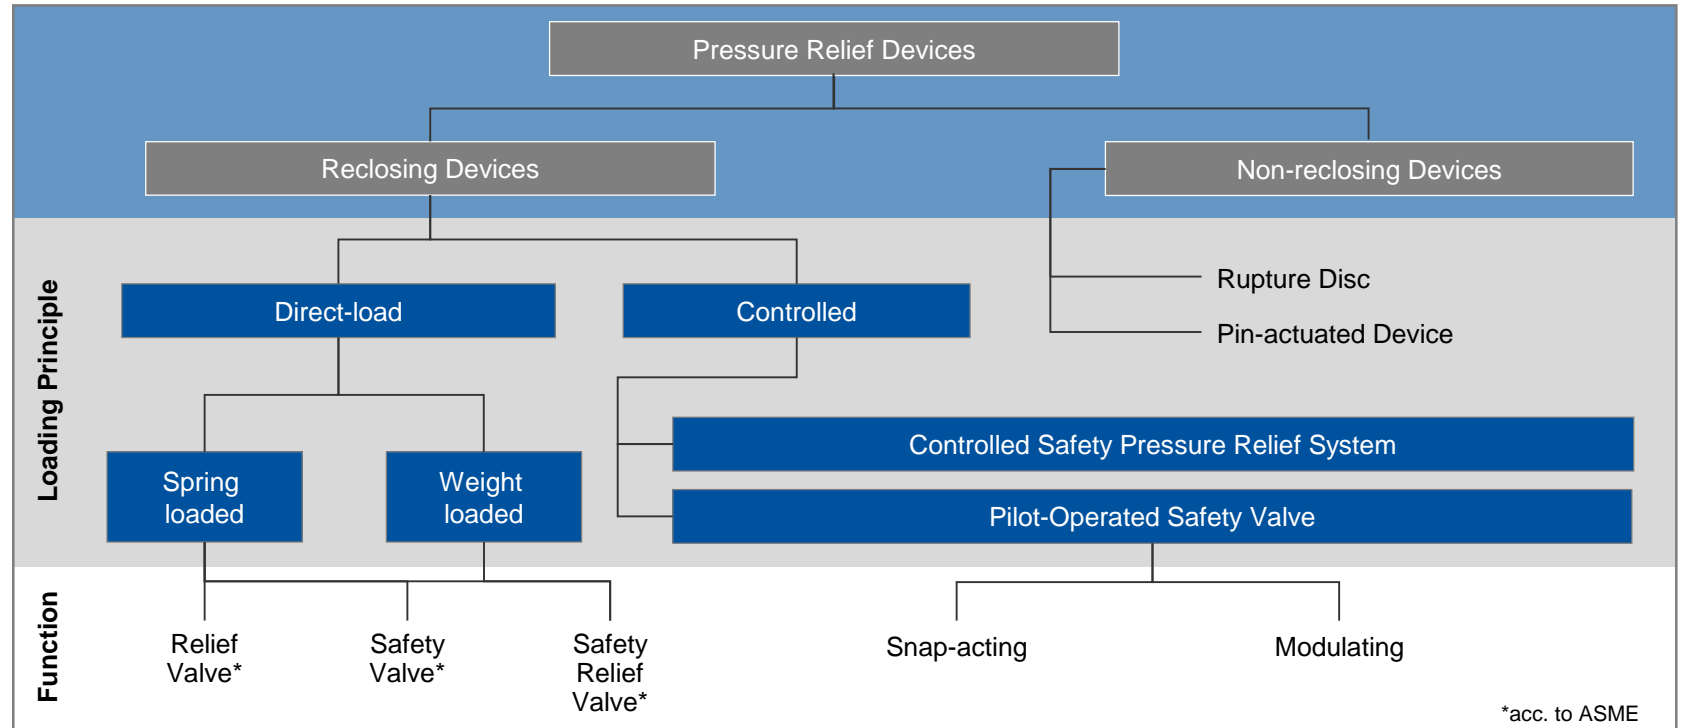 Pressure Relief Devices
Reclosing Devices
Non-reclosing Devices
Loading Principle
Direct-load
Controlled
Rupture Disc
Pin-actuated Device
Controlled Safety Pressure Relief System
Spring
loaded
Weight
loaded
Pilot-Operated Safety Valve
Function
Relief
Valve*
Safety
Valve*
Safety
Relief
Valve*
Snap-acting
Modulating
*acc. to ASME